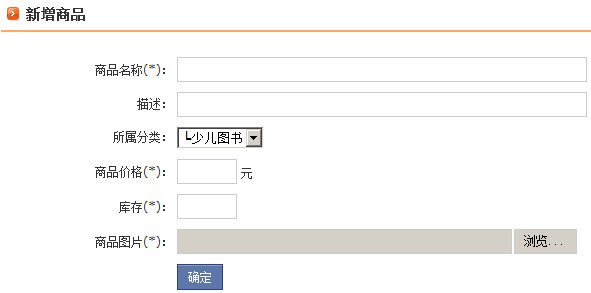 新增商品
商品名称(*):
描述:
所属分类: ┗少儿图书
商品价格(*): 元
库存(*):
商品图片(*): 浏览...
确定